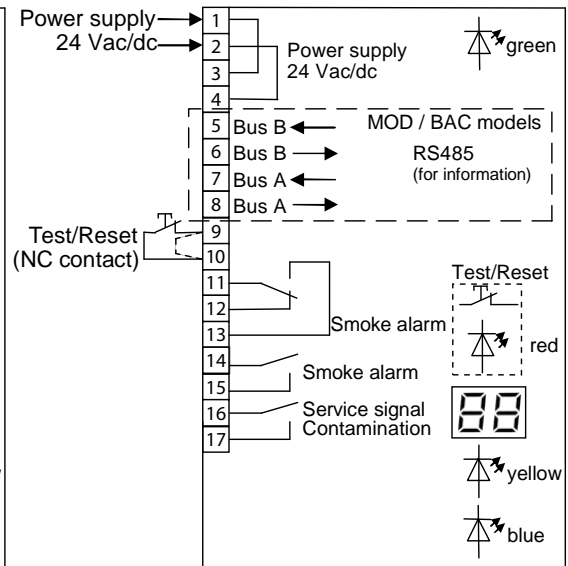 Power supply
24 Vac/dc
1
2
3
4
Power supply
24 Vac/dc
green
5 Bus B
6 Bus B
7 Bus A
8 Bus A
MOD / BAC models
RS485
(for information)
Test/Reset
(NC contact)
9
10
11
12
13
Smoke alarm
14
15
Smoke alarm
16
17
Service signal
Contamination
Test/Reset
red
88
yellow
blue